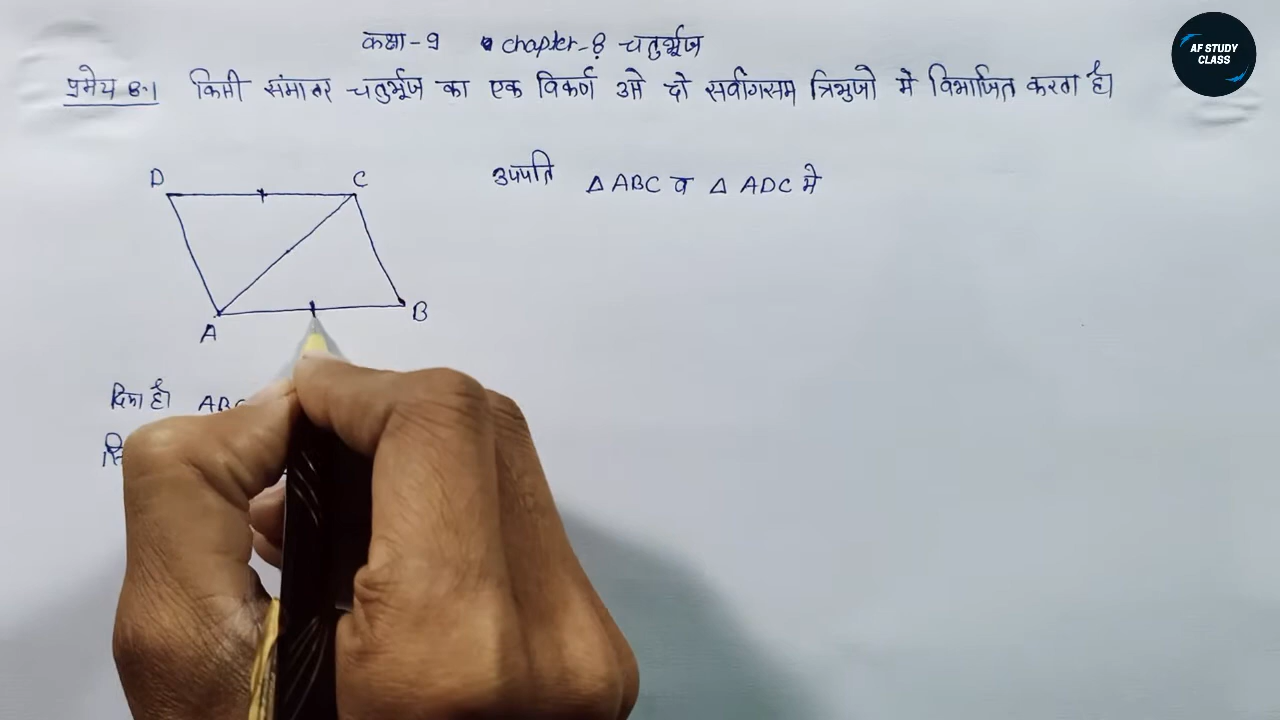 कक्षा-9 chapter-8 चतुर्भूज
प्रमेय 8.1 किसी संमातर चतुर्भूज का एक विकर्ण उसे दो सर्वागसम त्रिभुजो मे विभाजित करता है।
AF STUDY
CLASS
D C
उपपति △ ABC व △ ADC मे
A B
दिया है। ABC